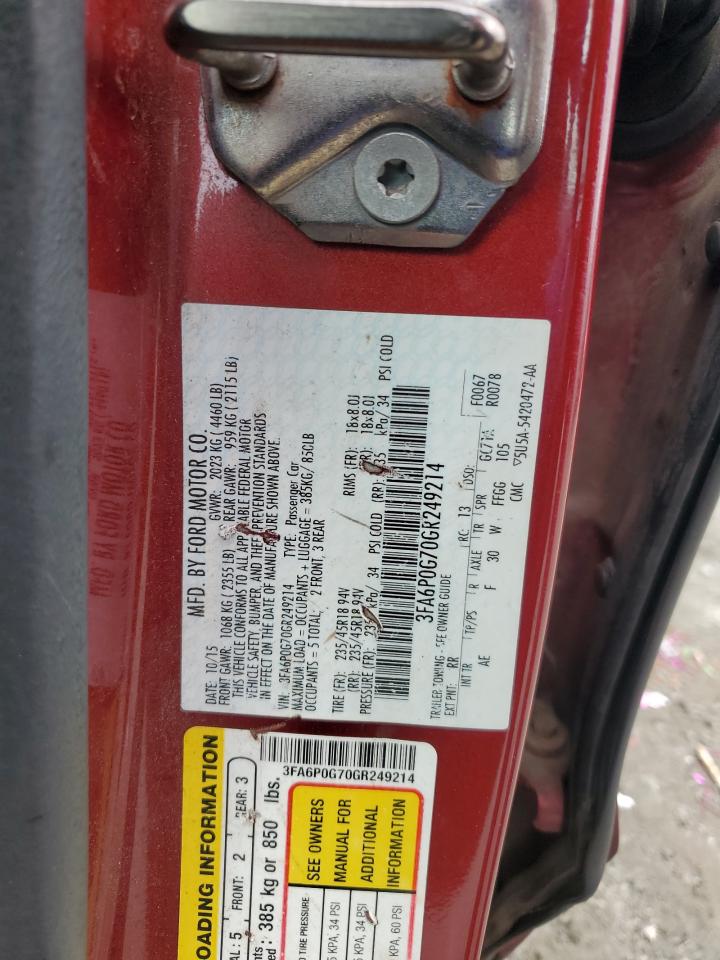 MFD. BY FORD MOTOR CO.
DATE: 10/15 GVWR: 2023 KG ( 4460 LB)
FRONT GAWR: 1068 KG ( 2355 LB) REAR GAWR: 959 KG ( 2115 LB)
THIS VEHICLE CONFORMS TO ALL APPLICABLE FEDERAL MOTOR
VEHICLE SAFETY, BUMPER, AND THEFT PREVENTION STANDARDS
IN EFFECT ON THE DATE OF MANUFACTURE SHOWN ABOVE.
VIN: 3FA6P0G70GR249214 TYPE: Passenger Car
MAXIMUM LOAD = OCCUPANTS + LUGGAGE = 385KG/ 850LB
OCCUPANTS = 5 TOTAL; 2 FRONT, 3 REAR
TIRE (FR): 235/45R18 94V RIMS (FR): 18x8.0J
(RR): 235/45R18 94V (RR): 18x8.0J
PRESSURE (FR): 235 kPa/ 34 PSI COLD (RR): 235 kPa/ 34 PSI COLD
3FA6P0G70GR249214
TRAILER TOWING - SEE OWNER GUIDE
EXT PNT: RR RC: 13 DSO: F0067
INT TR TP/PS R AXLE TR SPR R0078
AE F 30 W FFGG 105
CMC ▽5U5A-5420472-AA
3FA6P0G70GR249214
OADING INFORMATION
AL: 5 FRONT: 2 REAR: 3
385 kg or 850 lbs.
SEE OWNERS
MANUAL FOR
ADDITIONAL
INFORMATION
TIRE PRESSURE
KPA, 34 PSI
KPA, 34 PSI
KPA, 60 PSI